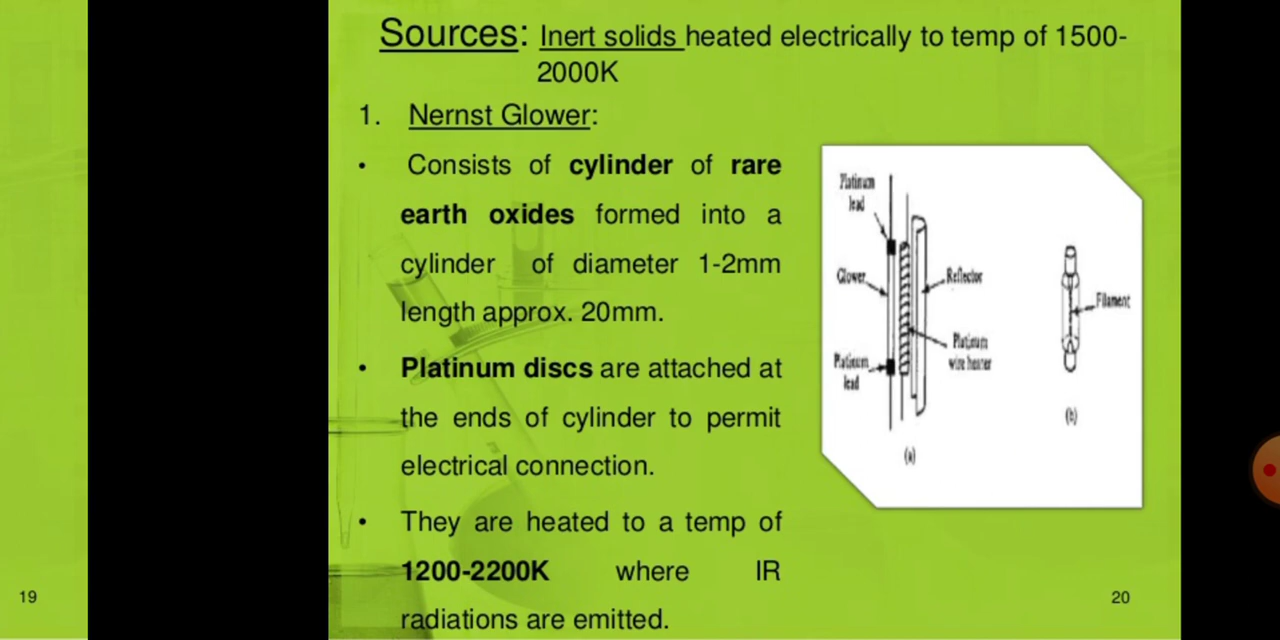 Sources: Inert solids heated electrically to temp of 1500-
2000K
1. Nernst Glower:
• Consists of cylinder of rare
earth oxides formed into a
cylinder of diameter 1-2mm
length approx. 20mm.
• Platinum discs are attached at
the ends of cylinder to permit
electrical connection.
• They are heated to a temp of
1200-2200K where IR
radiations are emitted.
Platinum
lead
Glower
Reflector
Platinum
wire heater
Platinum
lead
(a)
Filament
(b)
19
20